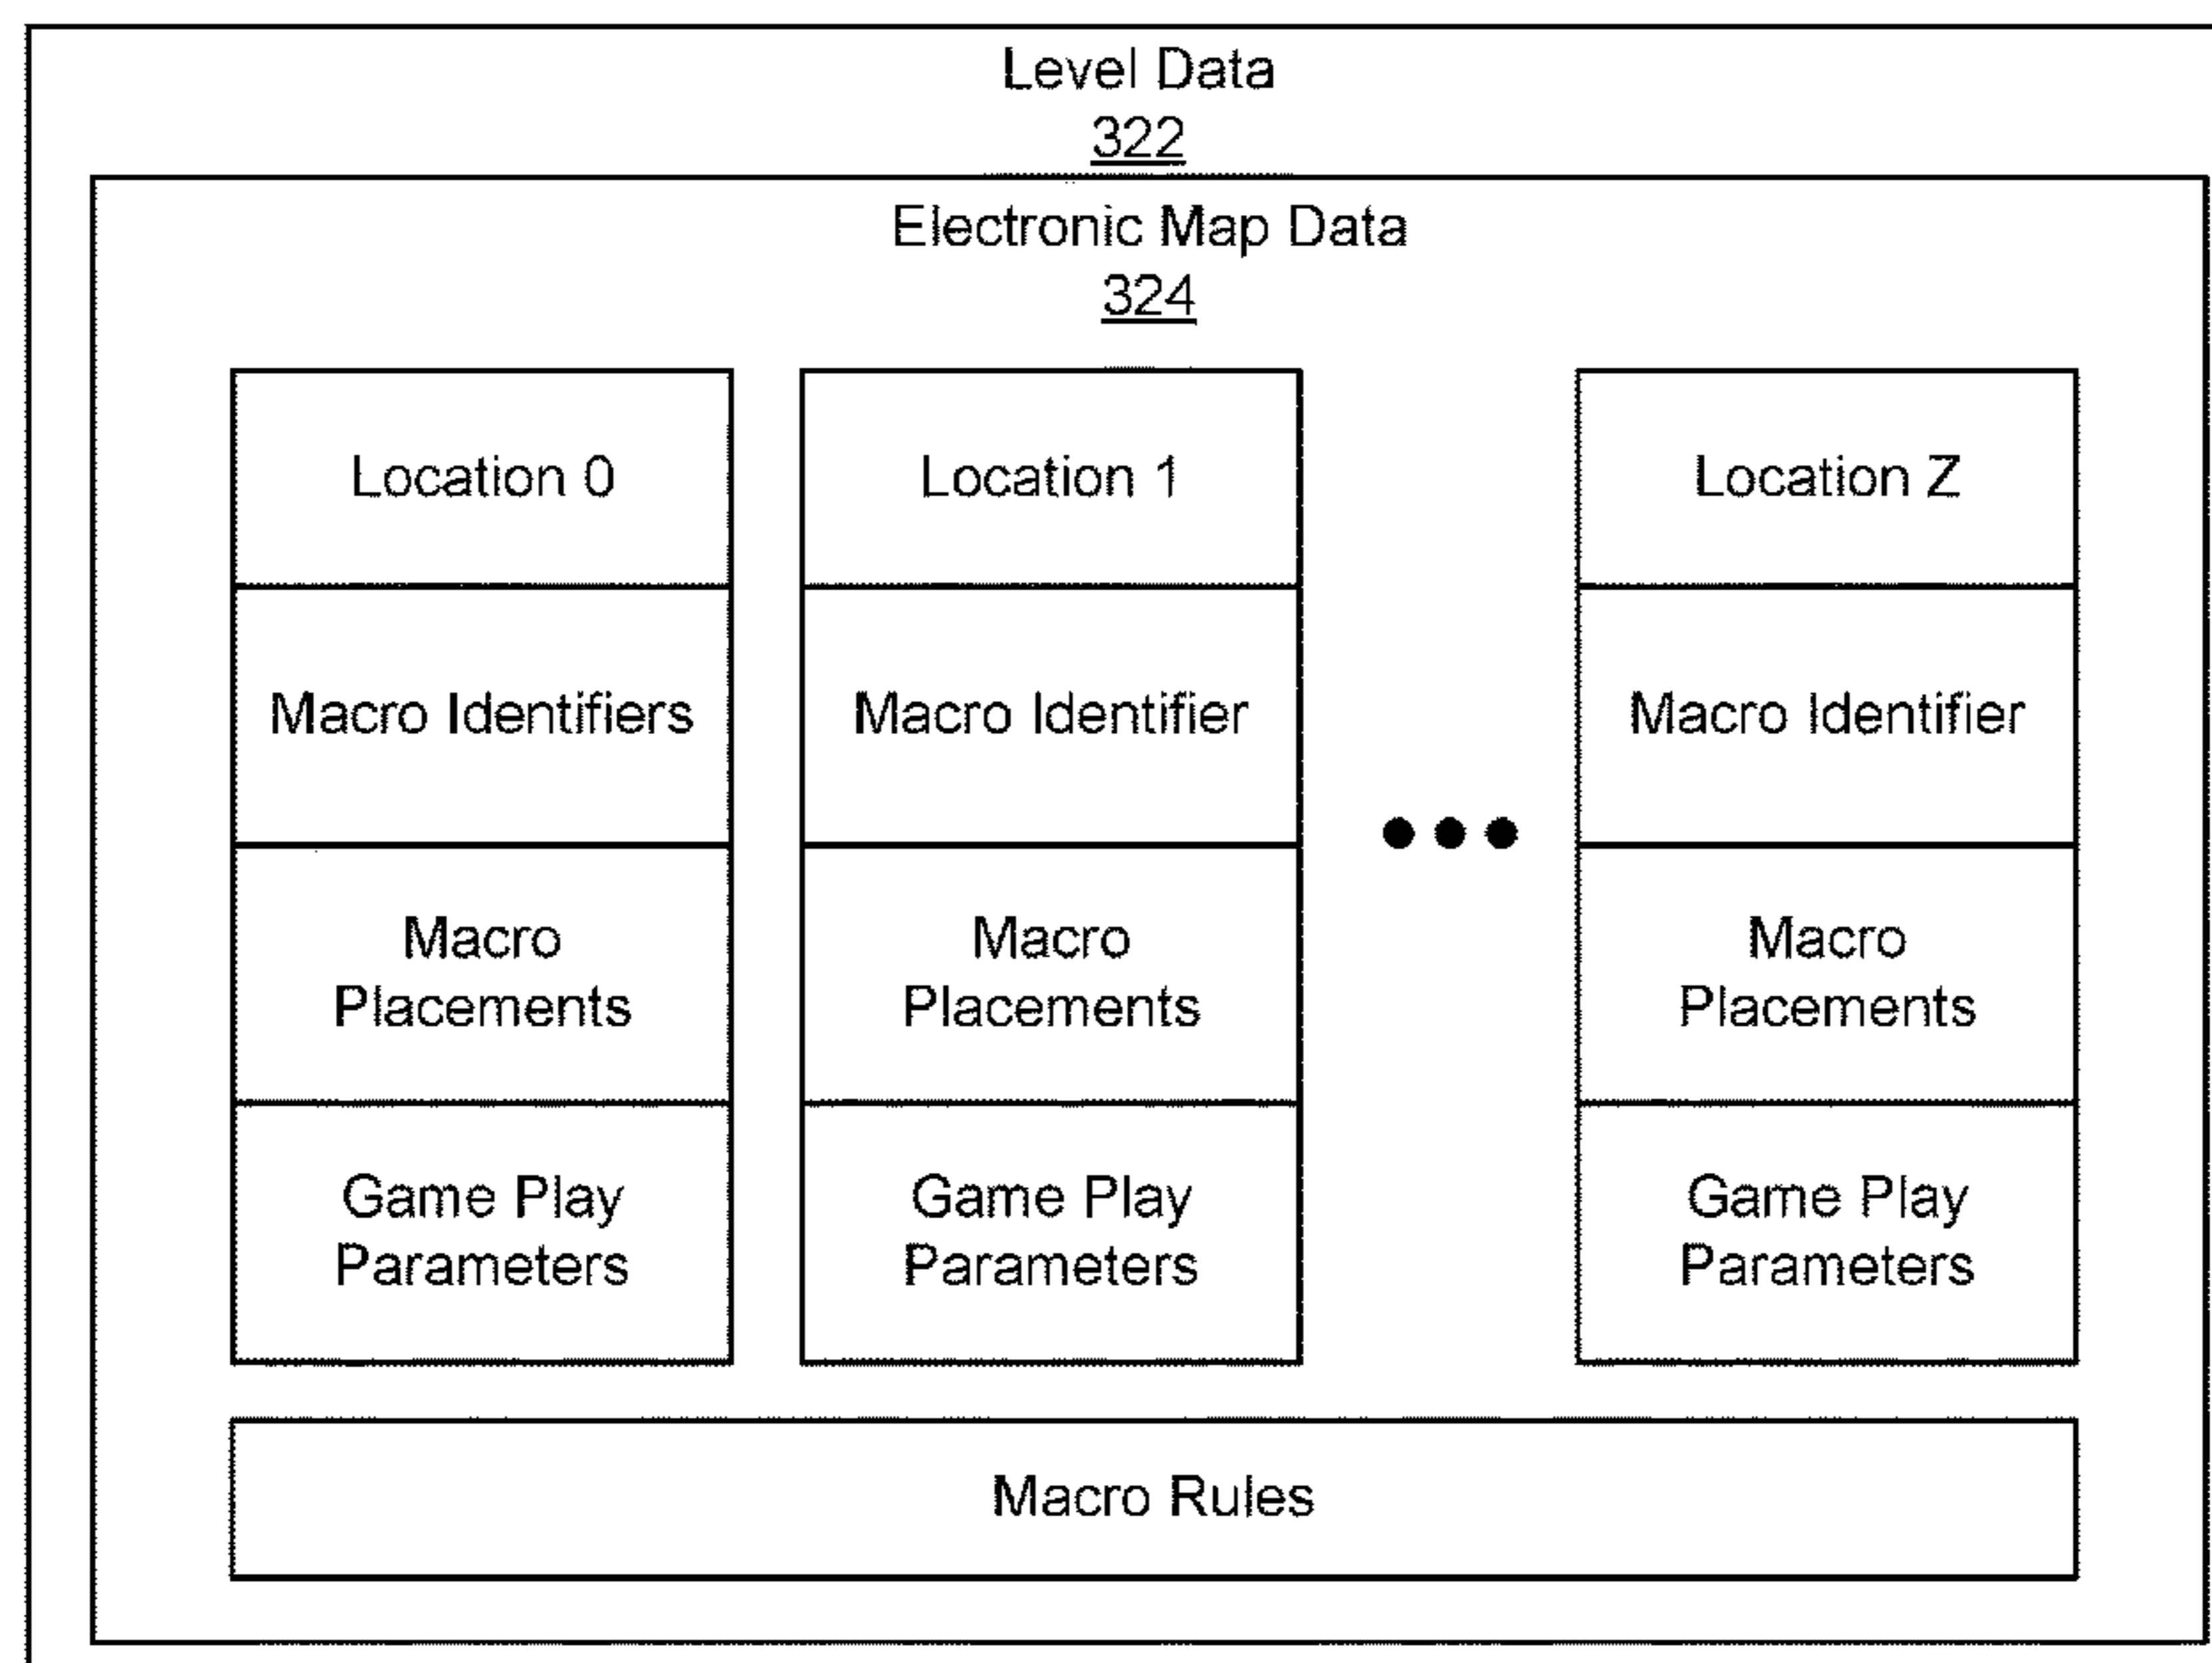 Level Data
322
Electronic Map Data
324
Location 0
Macro Identifiers
Macro
Placements
Game Play
Parameters
Location 1
Macro Identifier
Macro
Placements
Game Play
Parameters
Location Z
Macro Identifier
Macro
Placements
Game Play
Parameters
Macro Rules